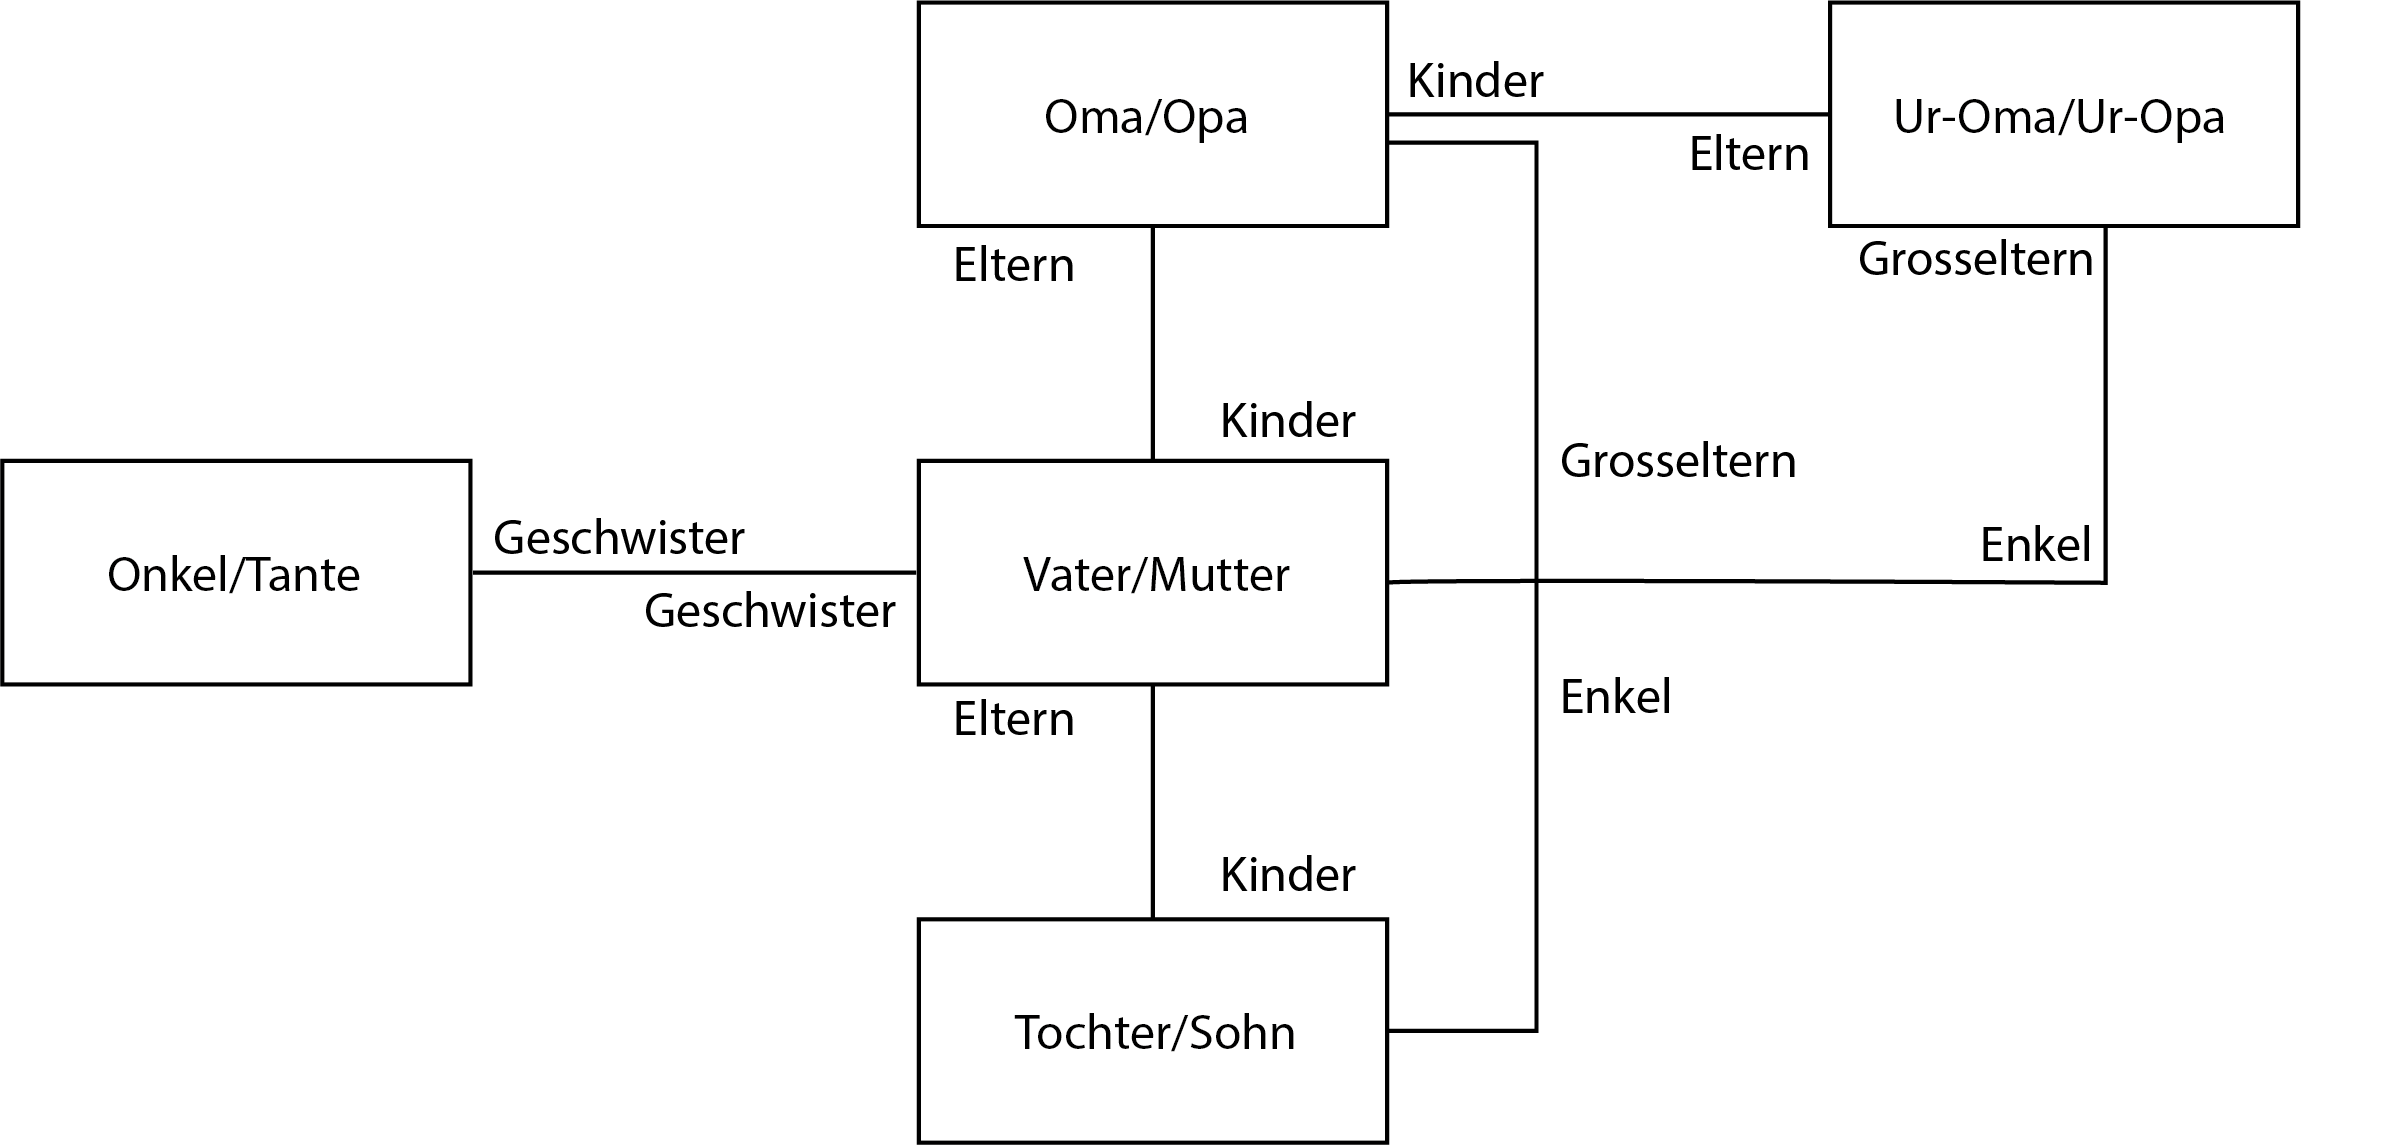 Oma/Opa
Kinder
Eltern
Ur-Oma/Ur-Opa
Eltern
Grosseltern
Kinder
Grosseltern
Onkel/Tante
Geschwister
Geschwister
Vater/Mutter
Enkel
Eltern
Enkel
Kinder
Tochter/Sohn